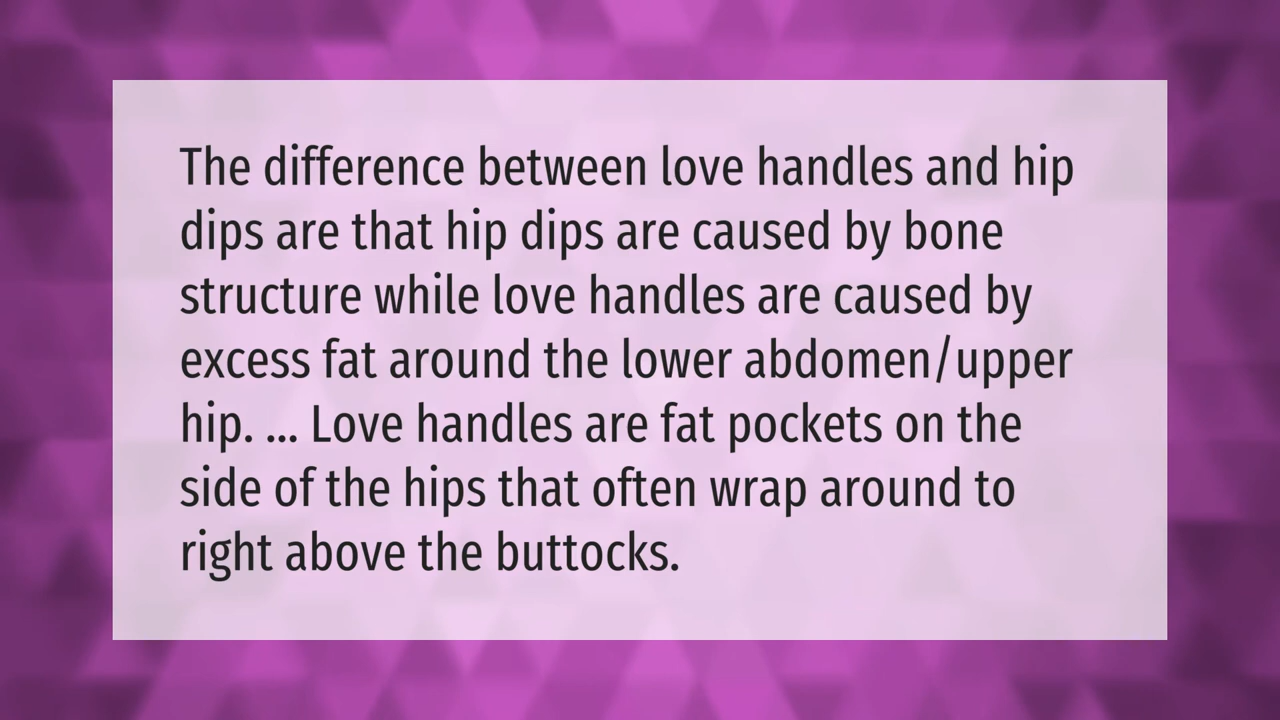 The difference between love handles and hip
dips are that hip dips are caused by bone
structure while love handles are caused by
excess fat around the lower abdomen/upper
hip. ... Love handles are fat pockets on the
side of the hips that often wrap around to
right above the buttocks.